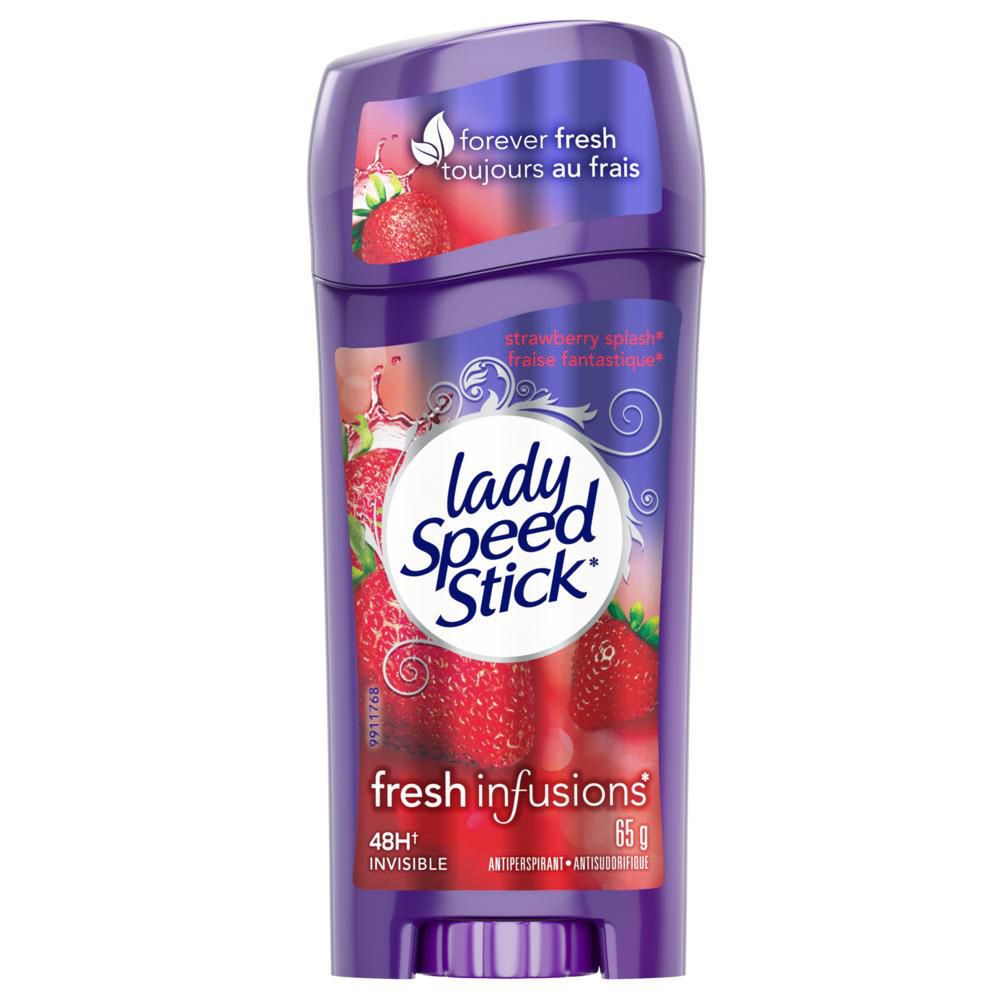 forever fresh
toujours au frais
strawberry splash*
fraise fantastique*
lady
Speed
Stick*
9911768
fresh infusions*
48H†
65 g
INVISIBLE
ANTIPERSPIRANT • ANTISUDORIFIQUE